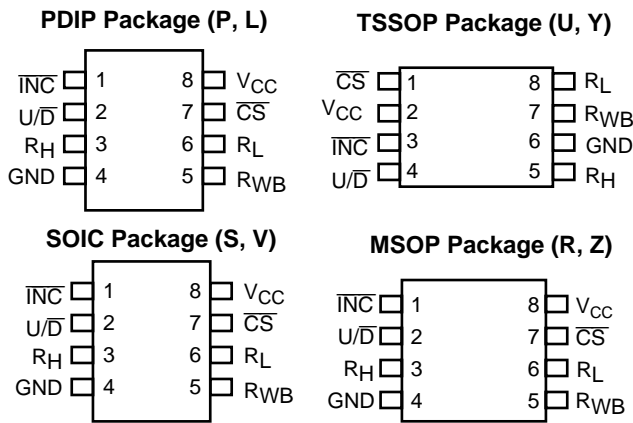 PDIP Package (P, L)
INC 1 8 VCC
U/D 2 7 CS
RH 3 6 RL
GND 4 5 RWB
TSSOP Package (U, Y)
CS 1 8 RL
VCC 2 7 RWB
INC 3 6 GND
U/D 4 5 RH
SOIC Package (S, V)
INC 1 8 VCC
U/D 2 7 CS
RH 3 6 RL
GND 4 5 RWB
MSOP Package (R, Z)
INC 1 8 VCC
U/D 2 7 CS
RH 3 6 RL
GND 4 5 RWB